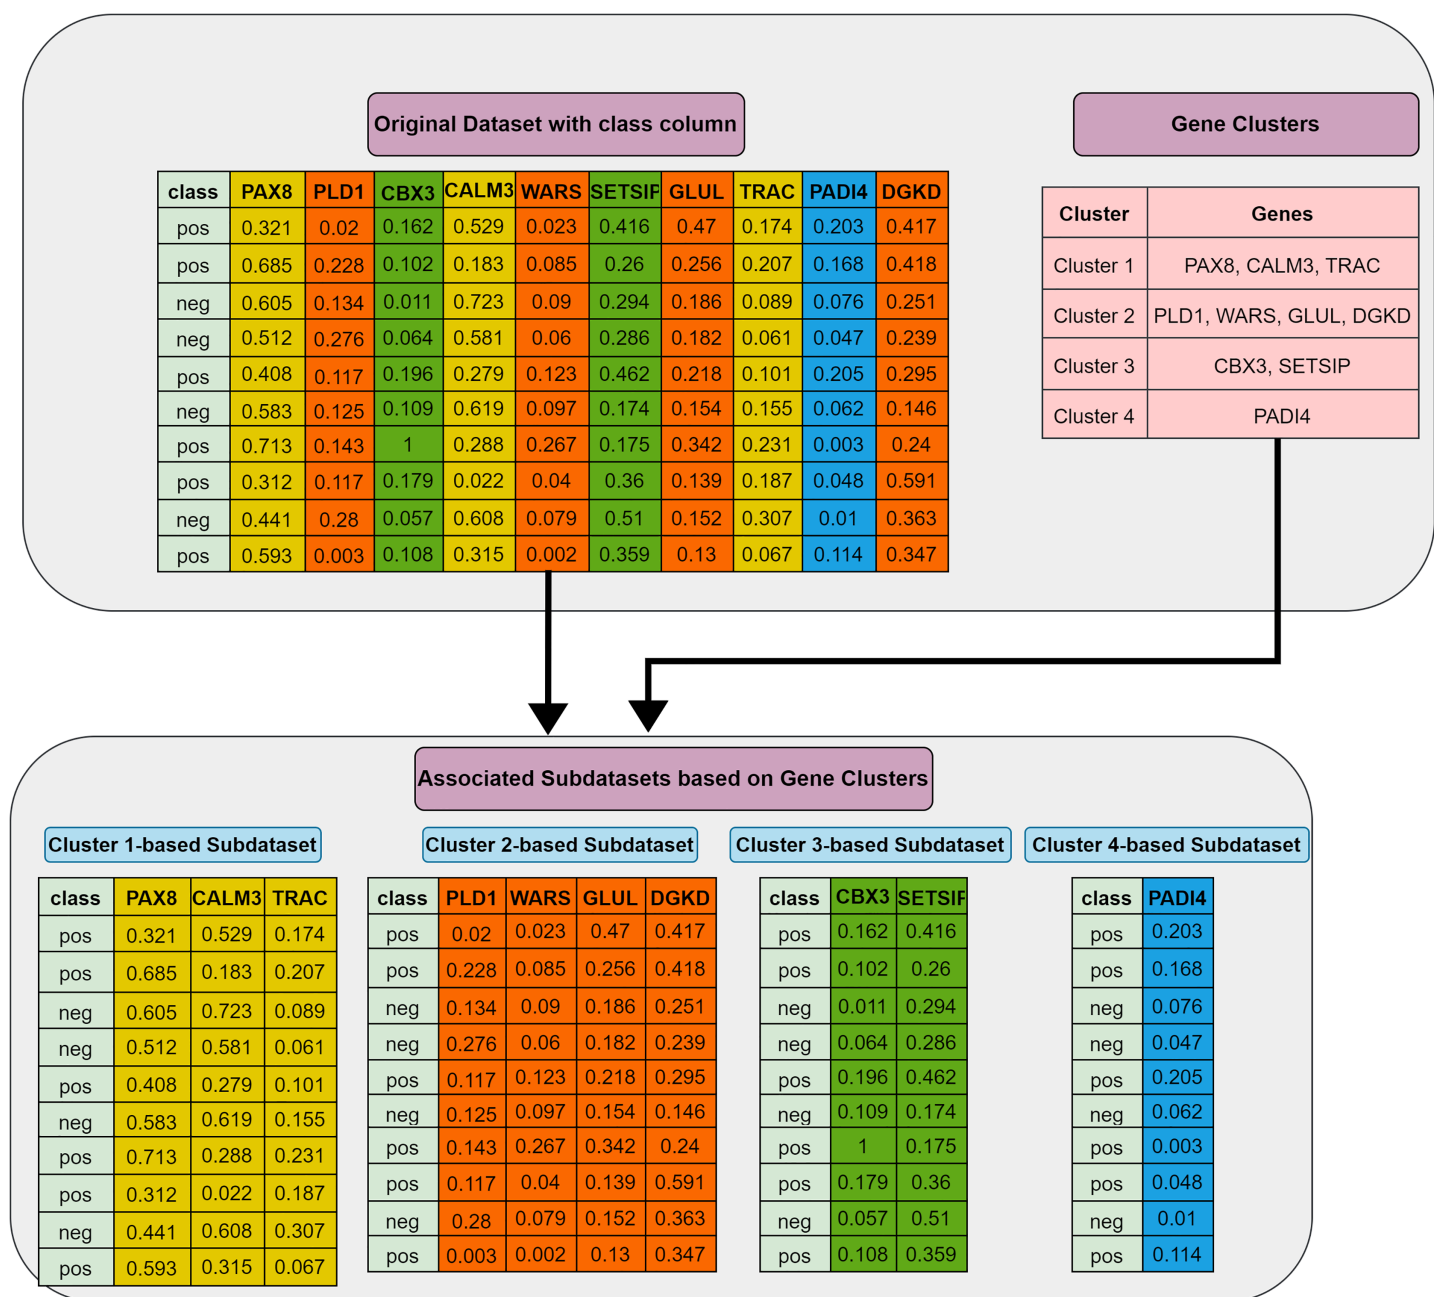 Original Dataset with class column
Gene Clusters
class PAX8 PLD1 CBX3 CALM3 WARS SETSIP GLUL TRAC PADI4 DGKD
pos 0.321 0.02 0.162 0.529 0.023 0.416 0.47 0.174 0.203 0.417
pos 0.685 0.228 0.102 0.183 0.085 0.26 0.256 0.207 0.168 0.418
neg 0.605 0.134 0.011 0.723 0.09 0.294 0.186 0.089 0.076 0.251
neg 0.512 0.276 0.064 0.581 0.06 0.286 0.182 0.061 0.047 0.239
pos 0.408 0.117 0.196 0.279 0.123 0.462 0.218 0.101 0.205 0.295
neg 0.583 0.125 0.109 0.619 0.097 0.174 0.154 0.155 0.062 0.146
pos 0.713 0.143 1 0.288 0.267 0.175 0.342 0.231 0.003 0.24
pos 0.312 0.117 0.179 0.022 0.04 0.36 0.139 0.187 0.048 0.591
neg 0.441 0.28 0.057 0.608 0.079 0.51 0.152 0.307 0.01 0.363
pos 0.593 0.003 0.108 0.315 0.002 0.359 0.13 0.067 0.114 0.347
Cluster Genes
Cluster 1 PAX8, CALM3, TRAC
Cluster 2 PLD1, WARS, GLUL, DGKD
Cluster 3 CBX3, SETSIP
Cluster 4 PADI4
Associated Subdatasets based on Gene Clusters
Cluster 1-based Subdataset
class PAX8 CALM3 TRAC
pos 0.321 0.529 0.174
pos 0.685 0.183 0.207
neg 0.605 0.723 0.089
neg 0.512 0.581 0.061
pos 0.408 0.279 0.101
neg 0.583 0.619 0.155
pos 0.713 0.288 0.231
pos 0.312 0.022 0.187
neg 0.441 0.608 0.307
pos 0.593 0.315 0.067
Cluster 2-based Subdataset
class PLD1 WARS GLUL DGKD
pos 0.02 0.023 0.47 0.417
pos 0.228 0.085 0.256 0.418
neg 0.134 0.09 0.186 0.251
neg 0.276 0.06 0.182 0.239
pos 0.117 0.123 0.218 0.295
neg 0.125 0.097 0.154 0.146
pos 0.143 0.267 0.342 0.24
pos 0.117 0.04 0.139 0.591
neg 0.28 0.079 0.152 0.363
pos 0.003 0.002 0.13 0.347
Cluster 3-based Subdataset
class CBX3 SETSIP
pos 0.162 0.416
pos 0.102 0.26
neg 0.011 0.294
neg 0.064 0.286
pos 0.196 0.462
neg 0.109 0.174
pos 1 0.175
pos 0.179 0.36
neg 0.057 0.51
pos 0.108 0.359
Cluster 4-based Subdataset
class PADI4
pos 0.203
pos 0.168
neg 0.076
neg 0.047
pos 0.205
neg 0.062
pos 0.003
pos 0.048
neg 0.01
pos 0.114